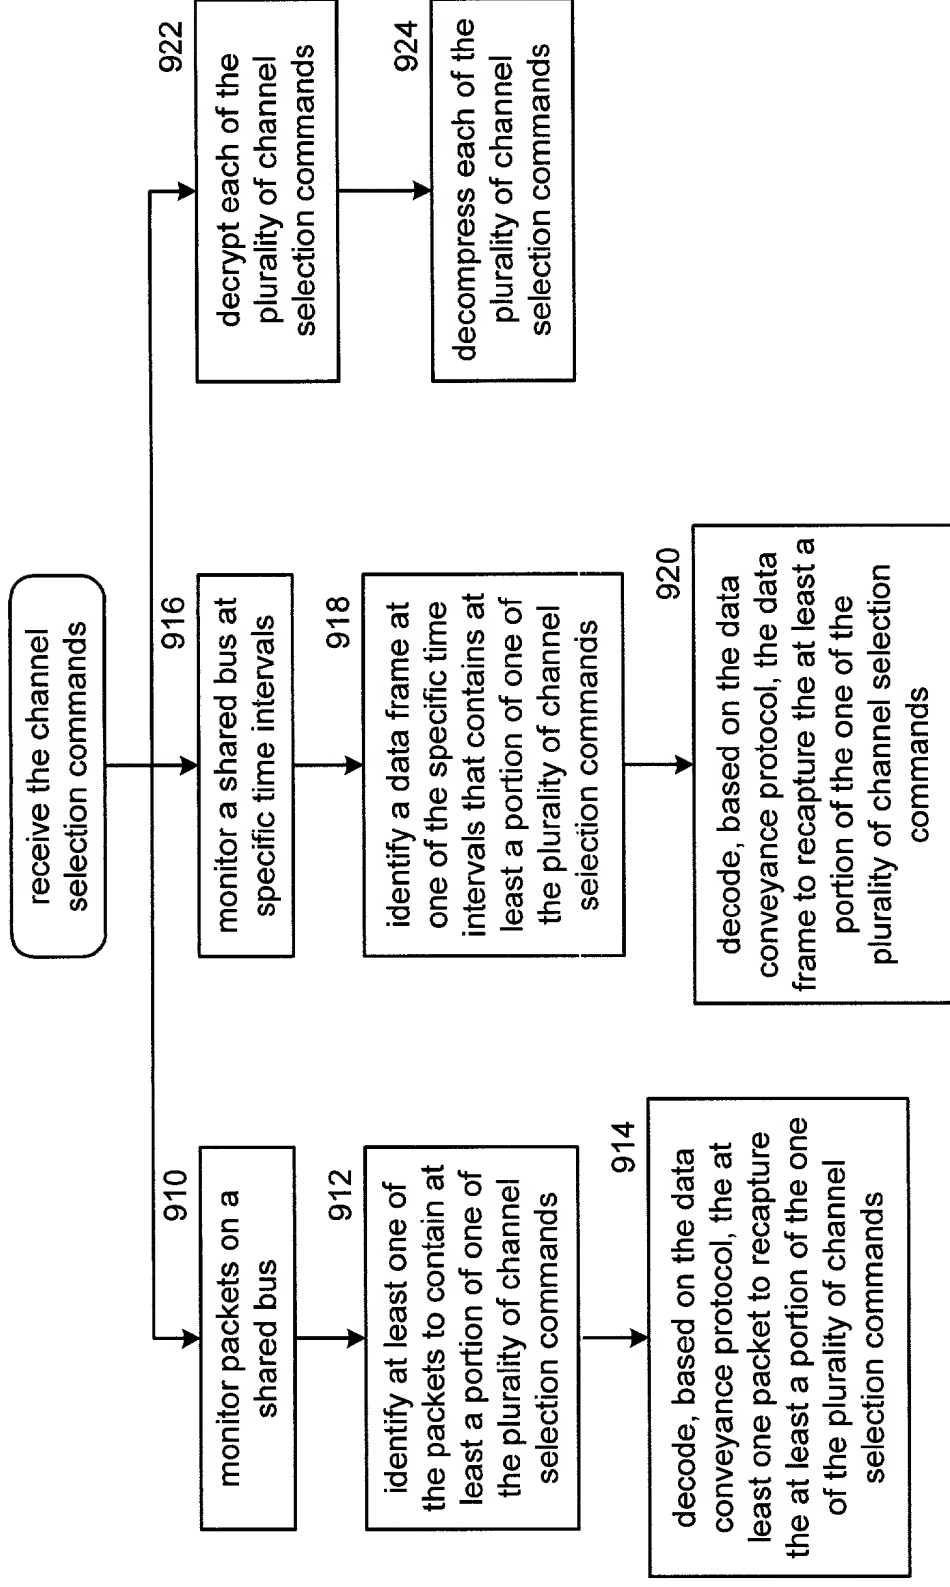 receive the channel
selection commands
910
monitor packets on a
shared bus
912
identify at least one of
the packets to contain at
least a portion of one of
the plurality of channel
selection commands
914
decode, based on the data
conveyance protocol, the at
least one packet to recapture
the at least a portion of the one
of the plurality of channel
selection commands
916
monitor a shared bus at
specific time intervals
918
identify a data frame at
one of the specific time
intervals that contains at
least a portion of one of
the plurality of channel
selection commands
920
decode, based on the data
conveyance protocol, the data
frame to recapture the at least a
portion of the one of the
plurality of channel selection
commands
922
decrypt each of the
plurality of channel
selection commands
924
decompress each of the
plurality of channel
selection commands